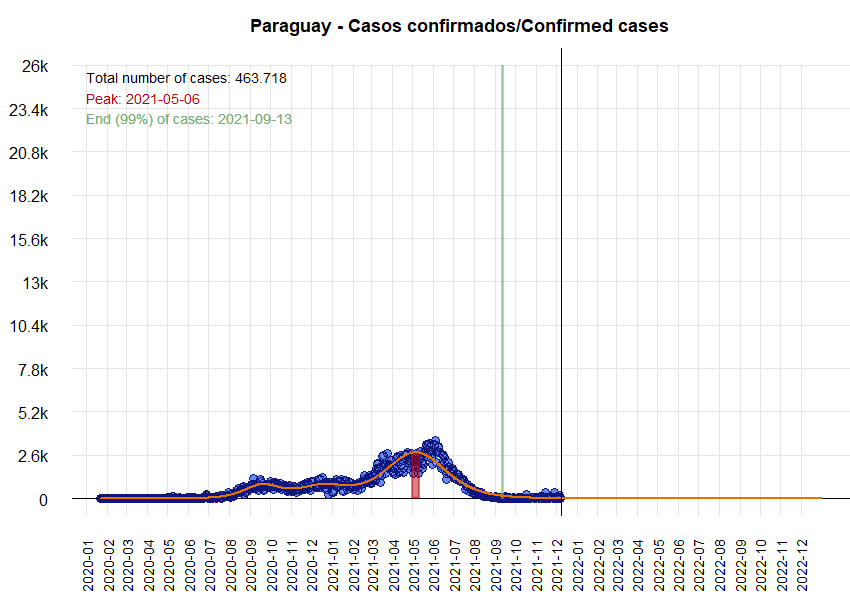 Paraguay - Casos confirmados/Confirmed cases
26k
23.4k
20.8k
18.2k
15.6k
13k
10.4k
7.8k
5.2k
2.6k
0
Total number of cases: 463.718
Peak: 2021-05-06
End (99%) of cases: 2021-09-13
2020-01
2020-02
2020-03
2020-04
2020-05
2020-06
2020-07
2020-08
2020-09
2020-10
2020-11
2020-12
2021-01
2021-02
2021-03
2021-04
2021-05
2021-06
2021-07
2021-08
2021-09
2021-10
2021-11
2021-12
2022-01
2022-02
2022-03
2022-04
2022-05
2022-06
2022-07
2022-08
2022-09
2022-10
2022-11
2022-12